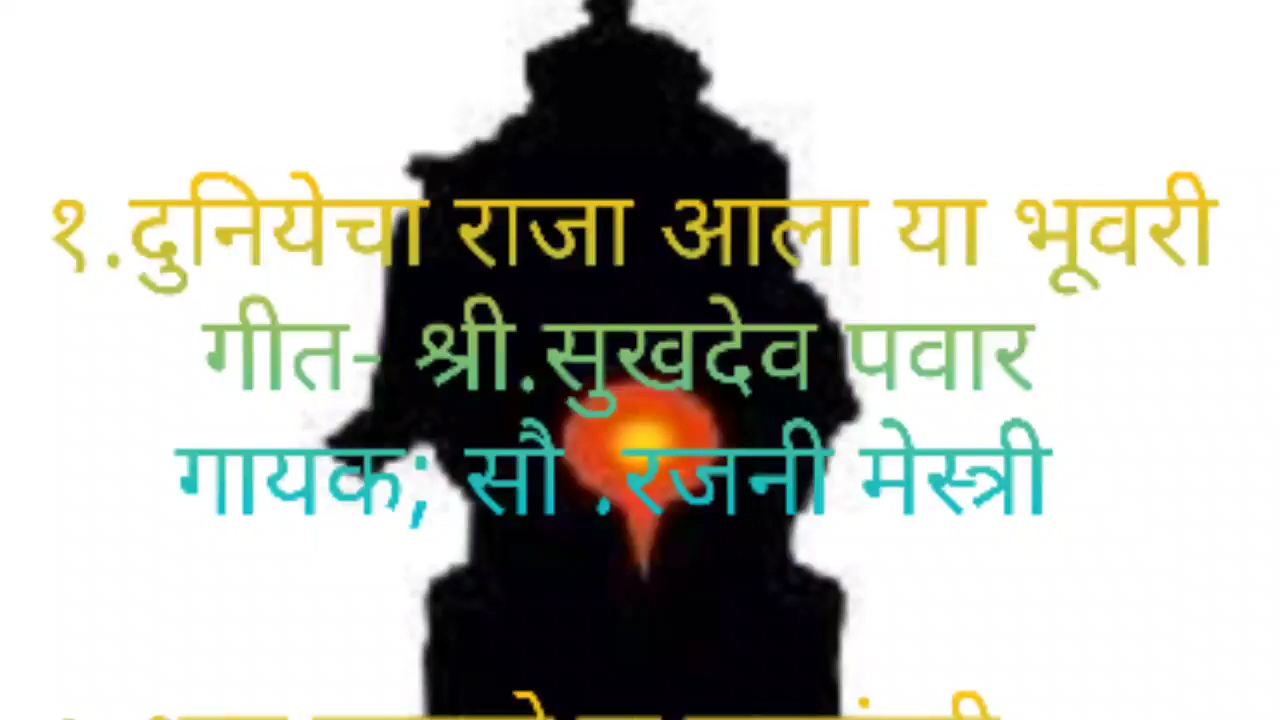 १.दुनियेचा राजा आला या भूवरी
गीत- श्री.सुखदेव पवार
गायक; सौ .रजनी मेस्त्री